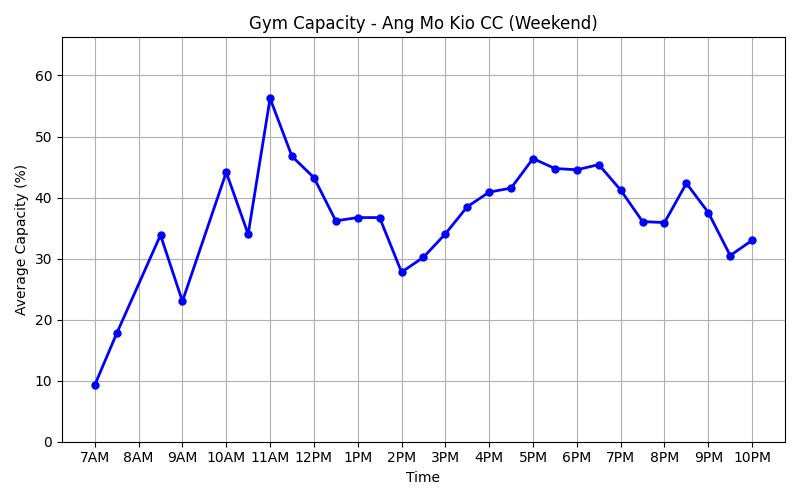 Gym Capacity - Ang Mo Kio CC (Weekend)
Average Capacity (%)
60
50
40
30
20
10
0
7AM 8AM 9AM 10AM 11AM 12PM 1PM 2PM 3PM 4PM 5PM 6PM 7PM 8PM 9PM 10PM
Time